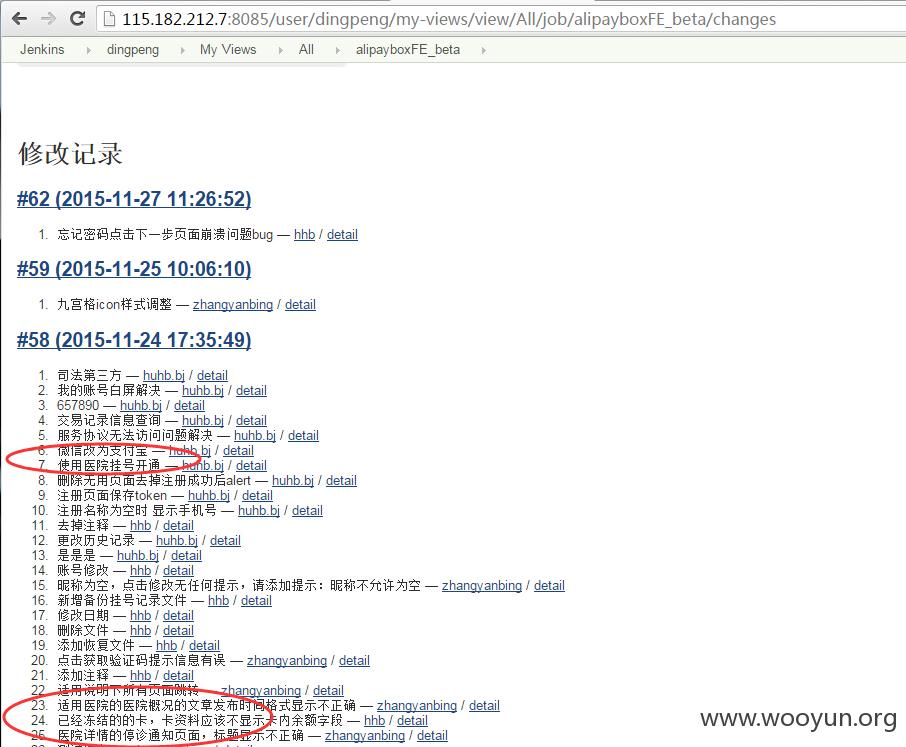 115.182.212.7:8085/user/dingpeng/my-views/view/All/job/alipayboxFE_beta/changes
Jenkins dingpeng My Views All alipayboxFE_beta
修改记录
#62 (2015-11-27 11:26:52)
1. 忘记密码点击下一步页面崩溃问题bug — hhb / detail
#59 (2015-11-25 10:06:10)
1. 九宫格icon样式调整 — zhangyanbing / detail
#58 (2015-11-24 17:35:49)
1. 司法第三方 — huhb.bj / detail
2. 我的账号白屏解决 — huhb.bj / detail
3. 657890 — huhb.bj / detail
4. 交易记录信息查询 — huhb.bj / detail
5. 服务协议无法访问问题解决 — huhb.bj / detail
6. 微信改为支付宝 — huhb.bj / detail
7. 使用医院挂号开通 — huhb.bj / detail
8. 删除无用页面去掉注册成功后alert — huhb.bj / detail
9. 注册页面保存token — huhb.bj / detail
10. 注册名称为空时 显示手机号 — huhb.bj / detail
11. 去掉注释 — hhb / detail
12. 更改历史记录 — huhb.bj / detail
13. 是是是 — huhb.bj / detail
14. 账号修改 — hhb / detail
15. 昵称为空，点击修改无任何提示，请添加提示：昵称不允许为空 — zhangyanbing / detail
16. 新增备份挂号记录文件 — hhb / detail
17. 修改日期 — hhb / detail
18. 删除文件 — hhb / detail
19. 添加恢复文件 — hhb / detail
20. 点击获取验证码提示信息有误 — zhangyanbing / detail
21. 添加注释 — hhb / detail
22. 适用说明下所有页面跳转 — zhangyanbing / detail
23. 适用医院的医院概况的文章发布时间格式显示不正确 — zhangyanbing / detail
24. 已经冻结的的卡，卡资料应该不显示卡内余额字段 — hhb / detail
25. 医院详情的停诊通知页面，标题显示不正确 — zhangyanbing / detail
www.wooyun.org